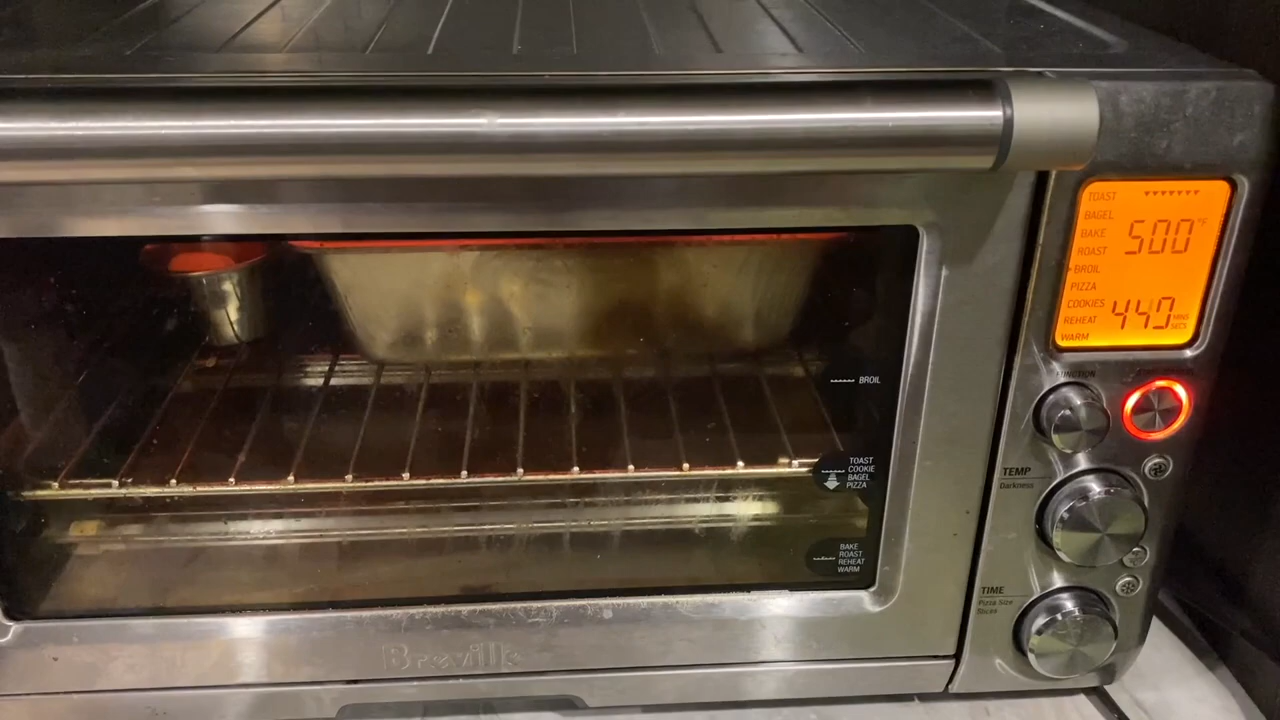 TOAST
BAGEL
BAKE
ROAST
BROIL
PIZZA
COOKIES
REHEAT
WARM
500°F
4 40
MINS
SECS
FUNCTION
TEMP
Darkness
TIME
Pizza Size
Slices
BROIL
TOAST
COOKIE
BAGEL
PIZZA
BAKE
ROAST
REHEAT
WARM
Breville